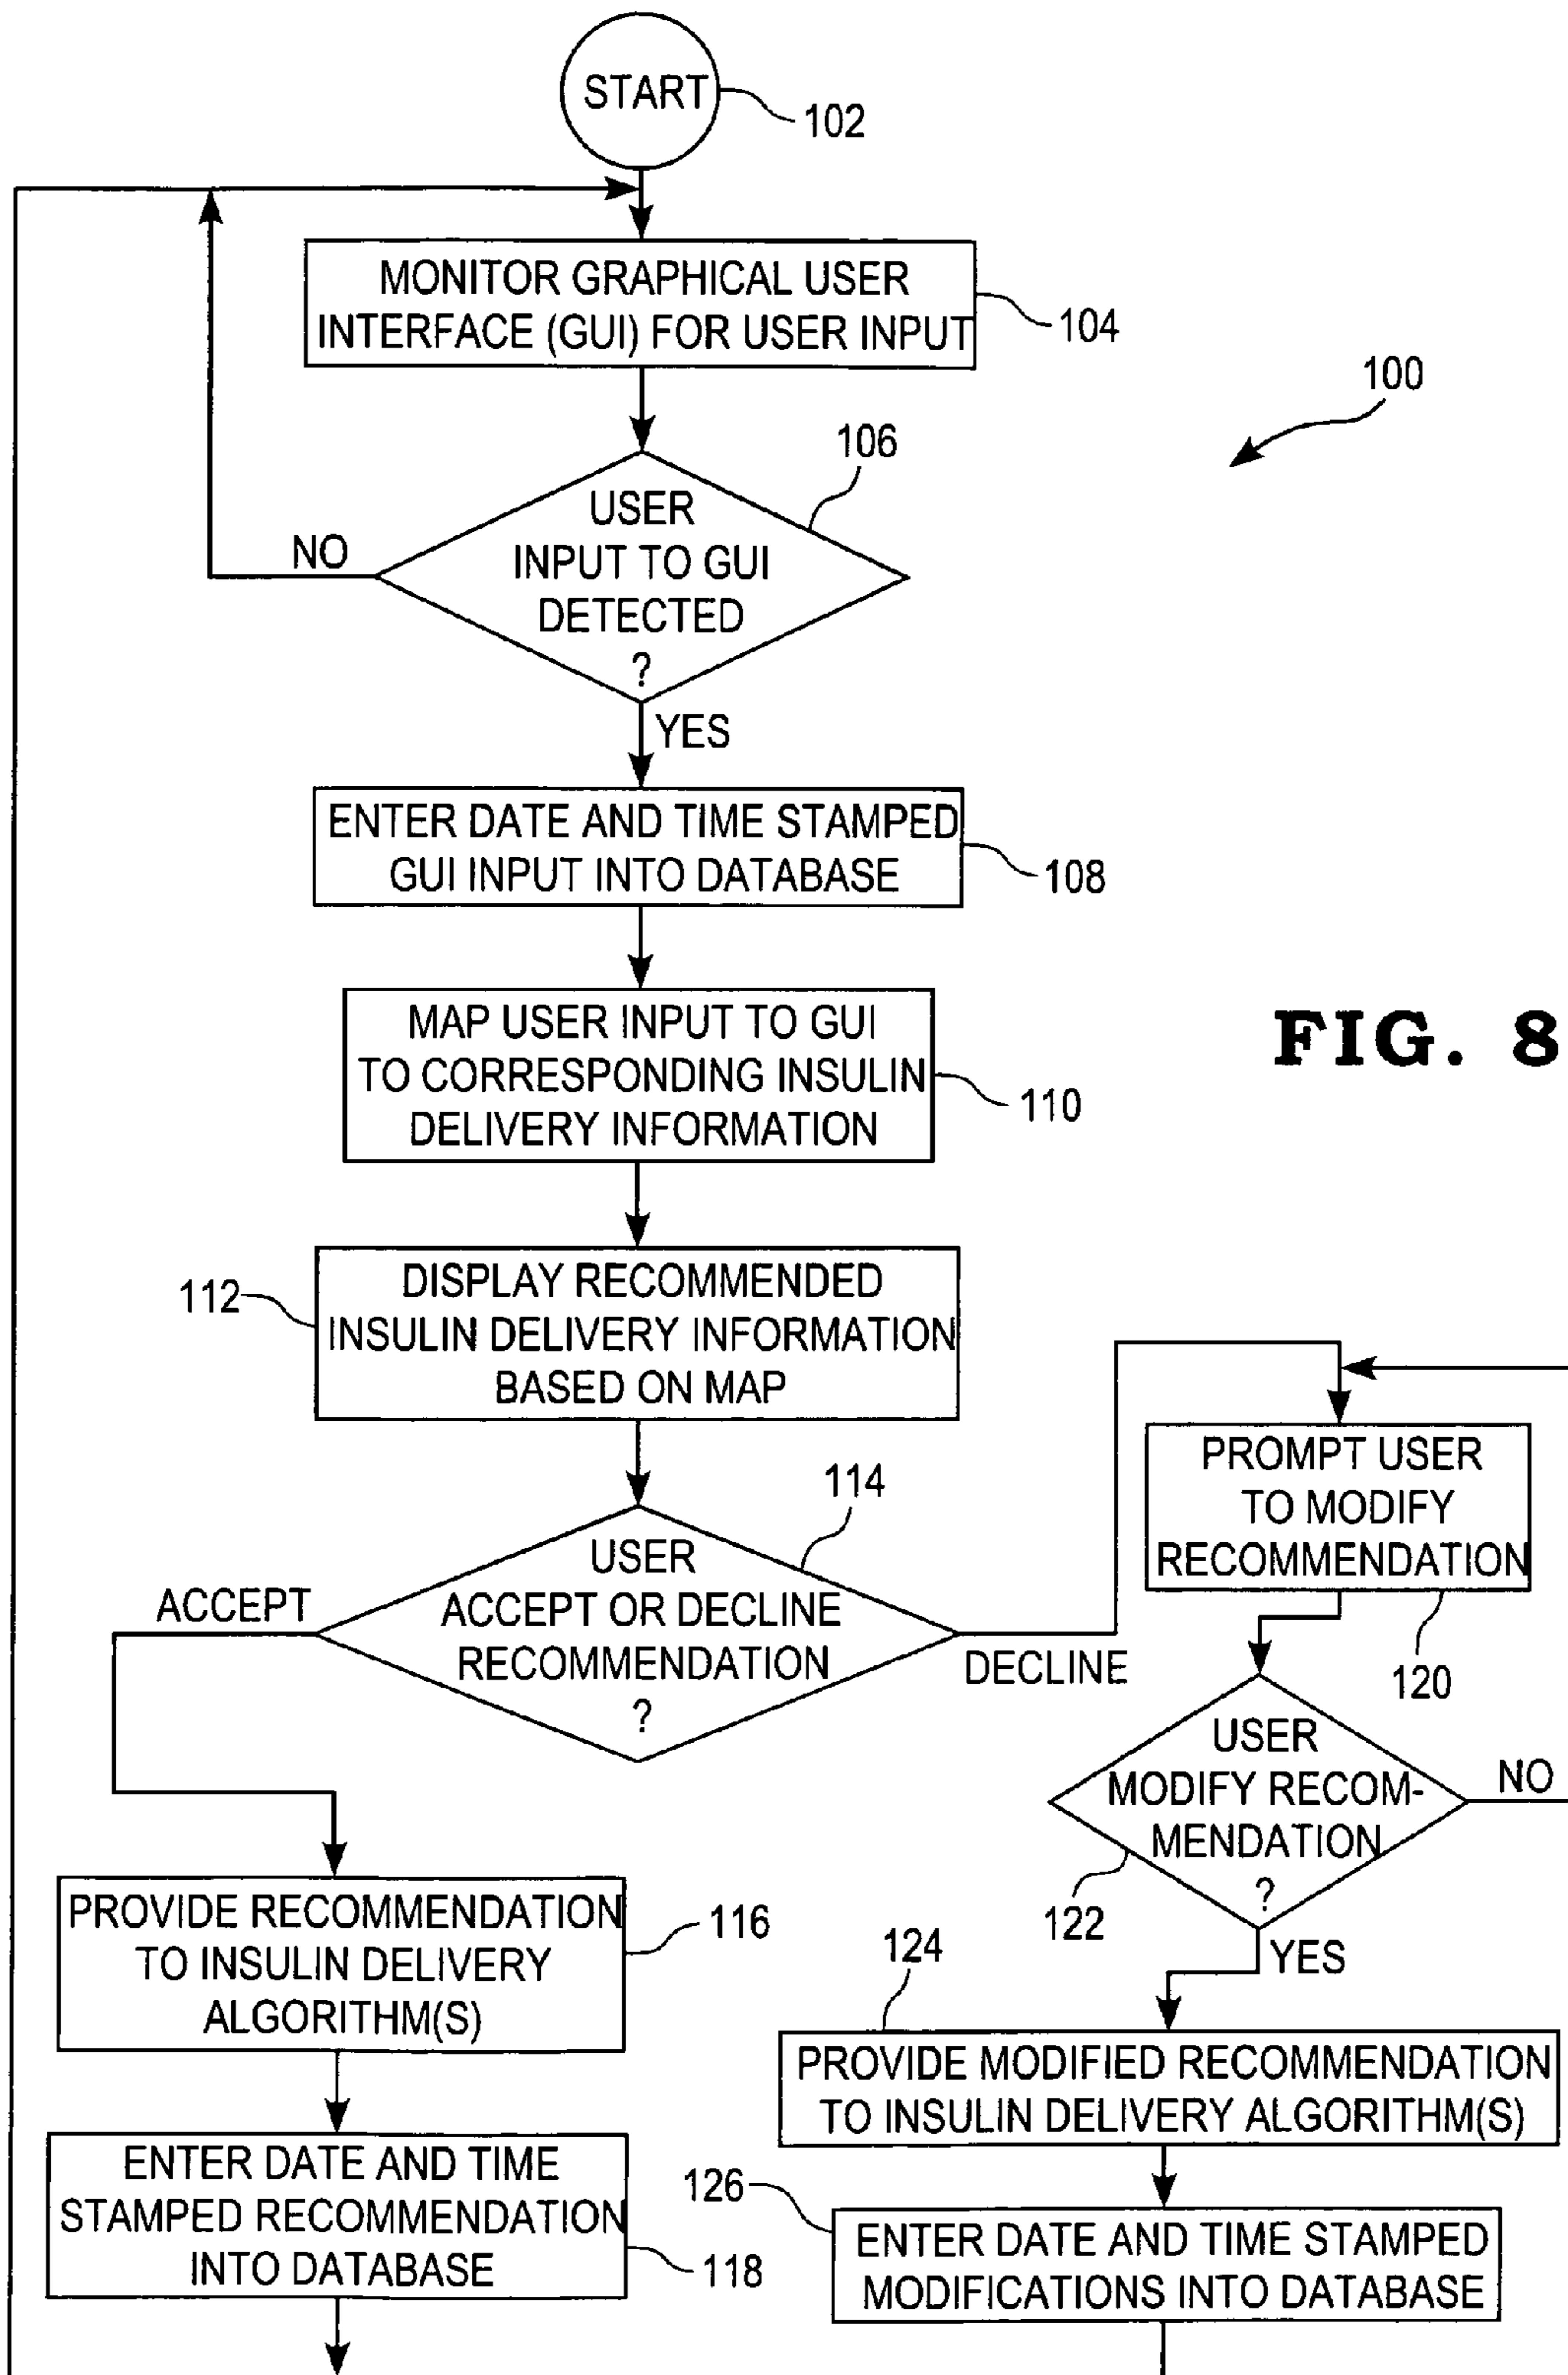 START
102
MONITOR GRAPHICAL USER
INTERFACE (GUI) FOR USER INPUT
104
100
106
USER
INPUT TO GUI
DETECTED
?
NO
YES
ENTER DATE AND TIME STAMPED
GUI INPUT INTO DATABASE
108
MAP USER INPUT TO GUI
TO CORRESPONDING INSULIN
DELIVERY INFORMATION
110
FIG. 8
112
DISPLAY RECOMMENDED
INSULIN DELIVERY INFORMATION
BASED ON MAP
114
USER
ACCEPT OR DECLINE
RECOMMENDATION
?
ACCEPT
DECLINE
PROMPT USER
TO MODIFY
RECOMMENDATION
120
USER
MODIFY RECOM-
MENDATION
?
NO
122
YES
PROVIDE RECOMMENDATION
TO INSULIN DELIVERY
ALGORITHM(S)
116
124
PROVIDE MODIFIED RECOMMENDATION
TO INSULIN DELIVERY ALGORITHM(S)
ENTER DATE AND TIME
STAMPED RECOMMENDATION
INTO DATABASE
118
126
ENTER DATE AND TIME STAMPED
MODIFICATIONS INTO DATABASE